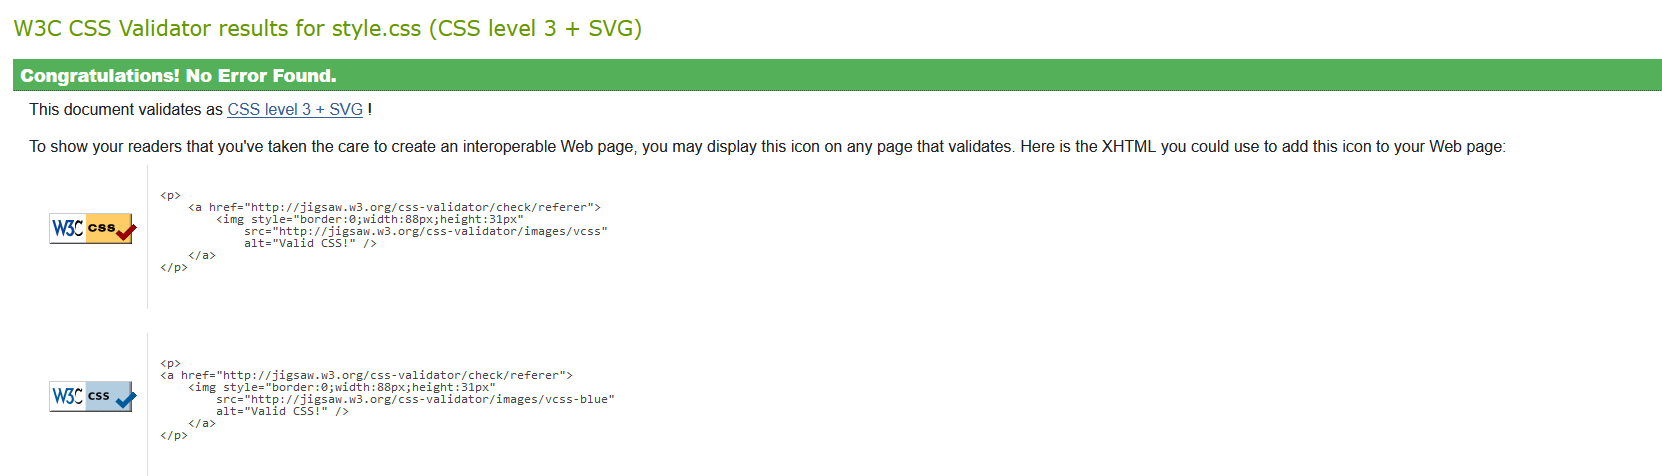 W3C CSS Validator results for style.css (CSS level 3 + SVG)
Congratulations! No Error Found.
This document validates as CSS level 3 + SVG !
To show your readers that you've taken the care to create an interoperable Web page, you may display this icon on any page that validates. Here is the XHTML you could use to add this icon to your Web page:
W3C css
<p>
    <a href="http://jigsaw.w3.org/css-validator/check/referer">
        <img style="border:0;width:88px;height:31px"
            src="http://jigsaw.w3.org/css-validator/images/vcss"
            alt="Valid CSS!" />
    </a>
</p>
W3C css
<p>
<a href="http://jigsaw.w3.org/css-validator/check/referer">
    <img style="border:0;width:88px;height:31px"
        src="http://jigsaw.w3.org/css-validator/images/vcss-blue"
        alt="Valid CSS!" />
    </a>
</p>